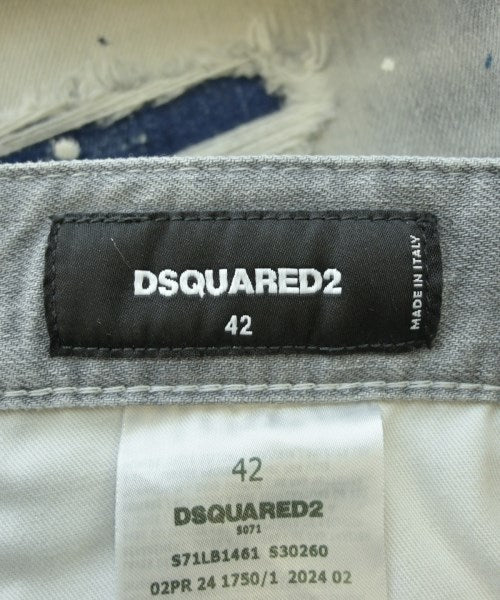 DSQUARED2
42
MADE IN ITALY
42
DSQUARED2
S071
S71LB1461 S30260
02PR 24 1750/1 2024 02